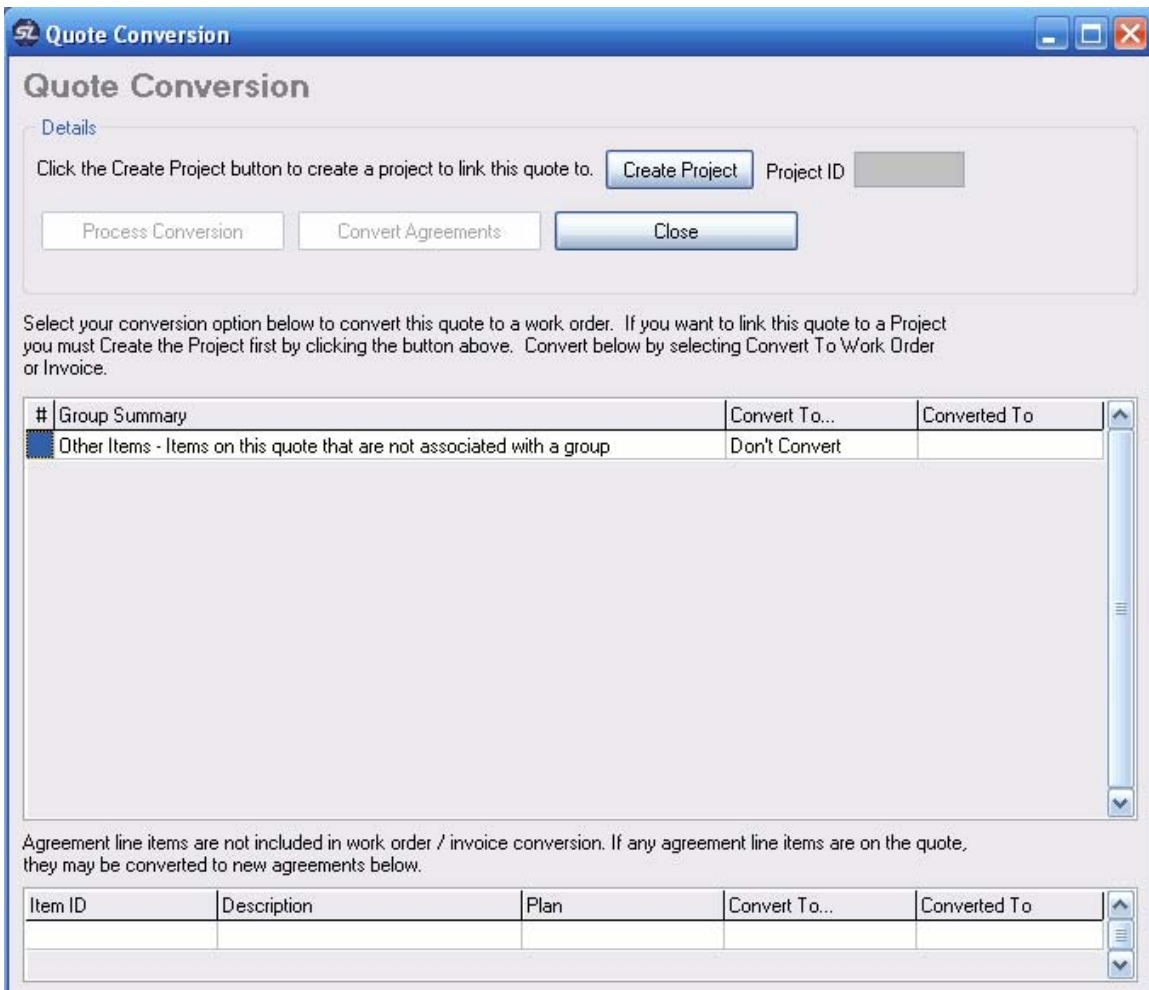 SL Quote Conversion
Quote Conversion
Details
Click the Create Project button to create a project to link this quote to. Create Project Project ID
Process Conversion Convert Agreements Close
Select your conversion option below to convert this quote to a work order. If you want to link this quote to a Project
you must Create the Project first by clicking the button above. Convert below by selecting Convert To Work Order
or Invoice.
# Group Summary Convert To... Converted To
Other Items - Items on this quote that are not associated with a group Don't Convert
Agreement line items are not included in work order / invoice conversion. If any agreement line items are on the quote,
they may be converted to new agreements below.
Item ID Description Plan Convert To... Converted To